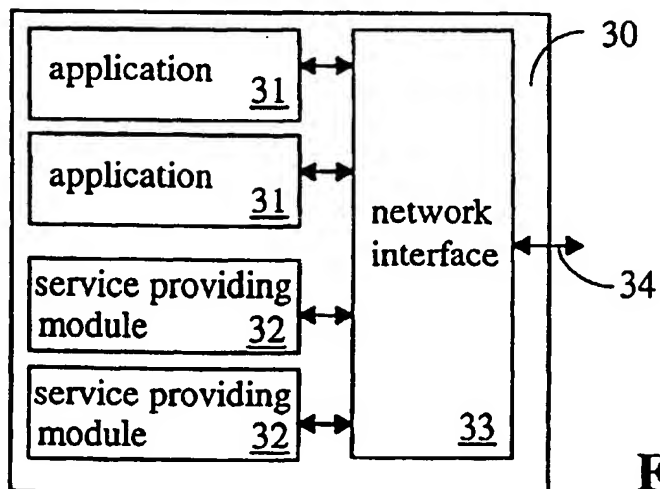 application
31
application
31
service providing
module
32
service providing
module
32
network
interface
33
30
34
F